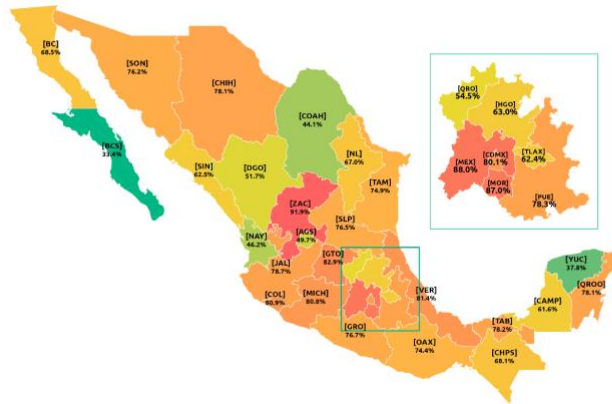 [BC]
68.5%
[SON]
76.2%
[CHIH]
78.1%
[COAH]
44.1%
[BCS]
33.4%
[SIN]
62.5%
[DGO]
51.7%
[NL]
67.0%
[TAM]
74.9%
[ZAC]
91.9%
[SLP]
76.5%
[AGS]
49.7%
[NAY]
46.2%
[JAL]
78.7%
[GTO]
82.9%
[COL]
80.9%
[MICH]
80.8%
[GRO]
76.7%
[VER]
81.4%
[OAX]
74.4%
[TAB]
78.2%
[CHPS]
68.1%
[CAMP]
61.6%
[YUC]
37.8%
[QROO]
78.1%
[QRO]
54.5%
[HGO]
63.0%
[MEX]
88.0%
[CDMX]
80.1%
[TLAX]
62.4%
[MOR]
87.0%
[PUE]
78.3%